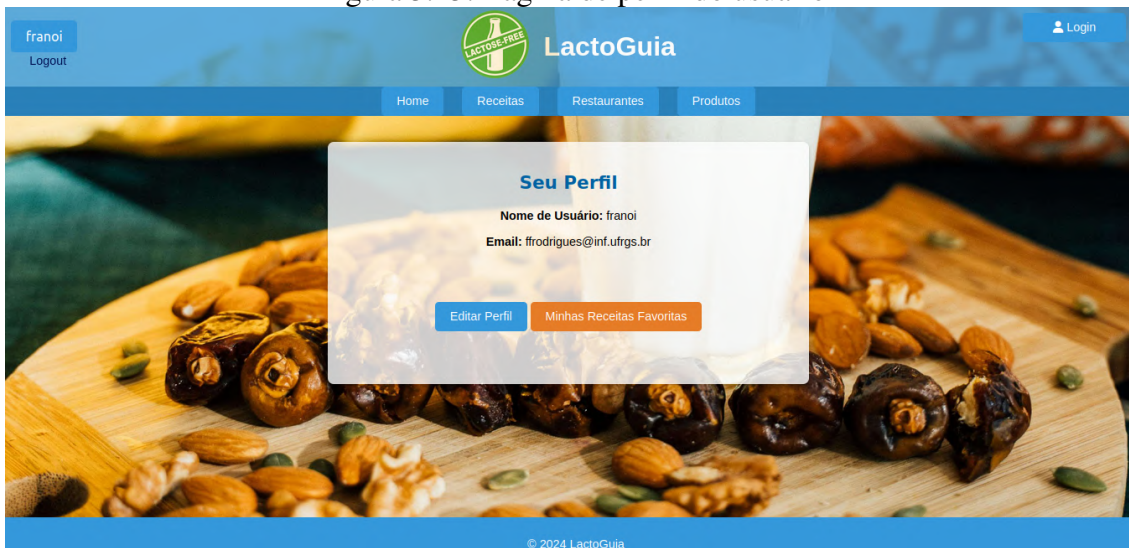 franoi
Logout
LACTOSE-FREE
LactoGuia
Login
Home Receitas Restaurantes Produtos
Seu Perfil
Nome de Usuário: franoi
Email: ffrodrigues@inf.ufrgs.br
Editar Perfil Minhas Receitas Favoritas
© 2024 LactoGuia